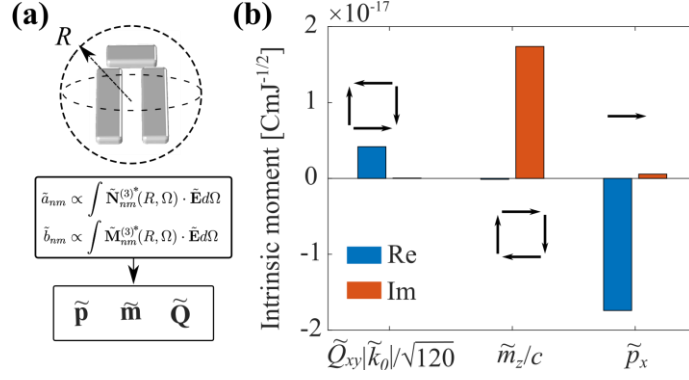 (a)
R
ã_nm ∝ ∫ Ñ_nm^(3)*(R, Ω) · Ẽ dΩ
b̃_nm ∝ ∫ M̃_nm^(3)*(R, Ω) · Ẽ dΩ
p̃ m̃ Q̃
(b)
×10⁻¹⁷
Intrinsic moment [CmJ⁻¹/²]
2
1
0
-1
-2
Re
Im
Q̃_xy|k̃_0|/√120
m̃_z/c
p̃_x